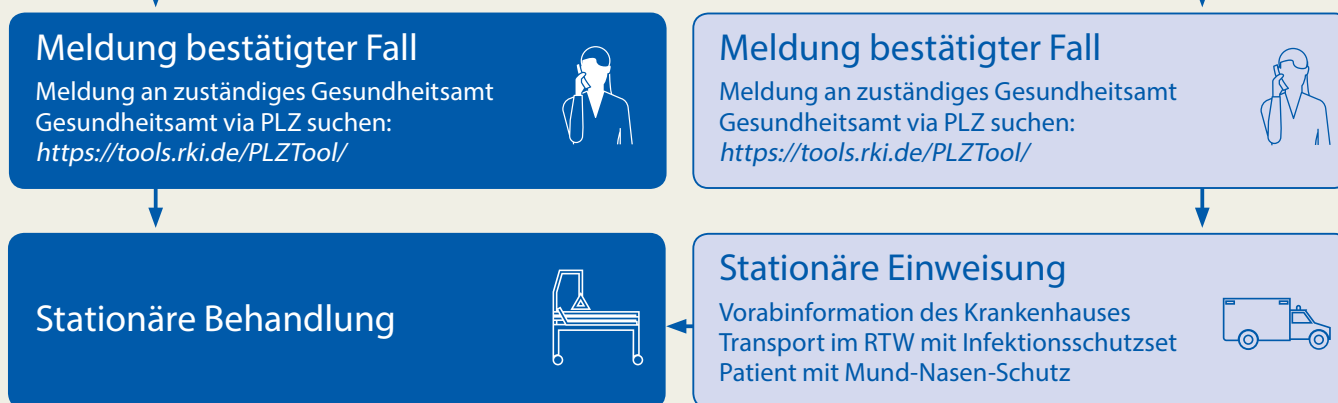 Meldung bestätigter Fall
Meldung an zuständiges Gesundheitsamt
Gesundheitsamt via PLZ suchen:
https://tools.rki.de/PLZTool/
Meldung bestätigter Fall
Meldung an zuständiges Gesundheitsamt
Gesundheitsamt via PLZ suchen:
https://tools.rki.de/PLZTool/
Stationäre Behandlung
Stationäre Einweisung
Vorabinformation des Krankenhauses
Transport im RTW mit Infektionsschutzset
Patient mit Mund-Nasen-Schutz